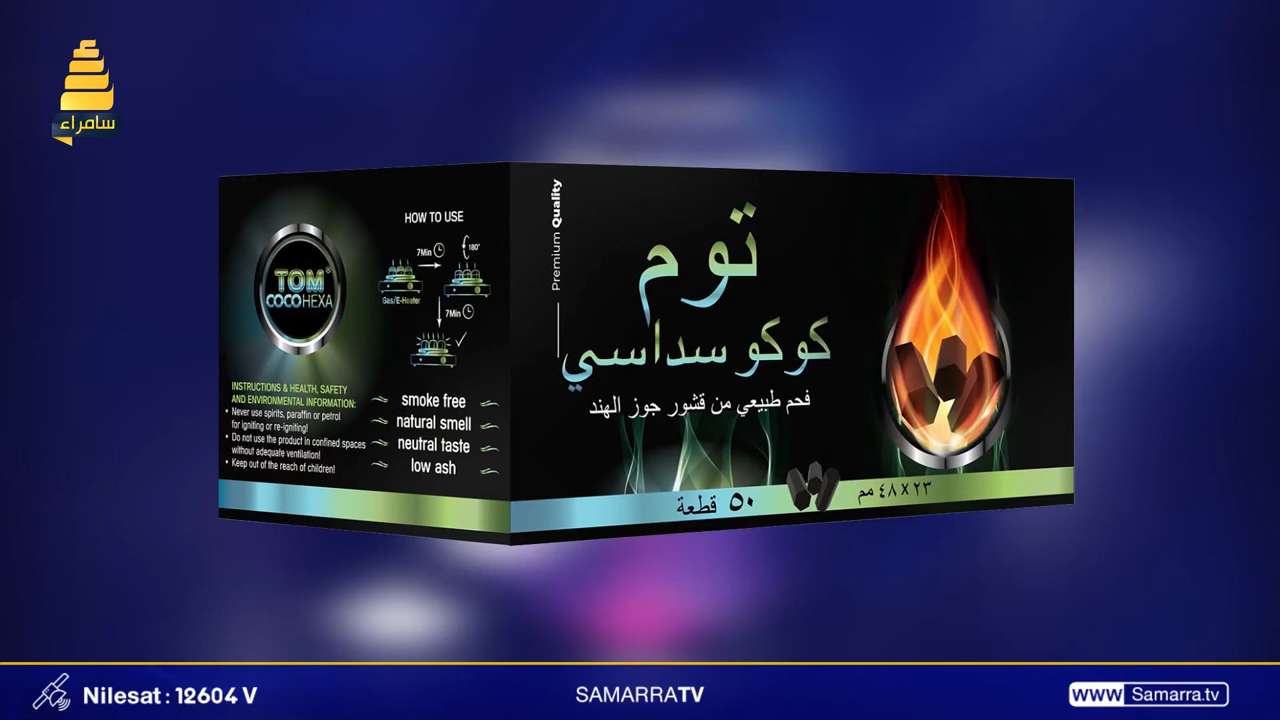 سامراء
HOW TO USE
7Min
180°
Gas/E-Heater
7Min
TOM
COCOHEXA
INSTRUCTIONS & HEALTH, SAFETY
AND ENVIRONMENTAL INFORMATION:
• Never use spirits, paraffin or petrol
for igniting or re-igniting!
• Do not use the product in confined spaces
without adequate ventilation!
• Keep out of the reach of children!
smoke free
natural smell
neutral taste
low ash
Premium Quality
توم
كوكو سداسي
فحم طبيعي من قشور جوز الهند
٥٠ قطعة
٢٣ x ٤٨ مم
Nilesat : 12604 V
SAMARRATV
www Samarra.tv